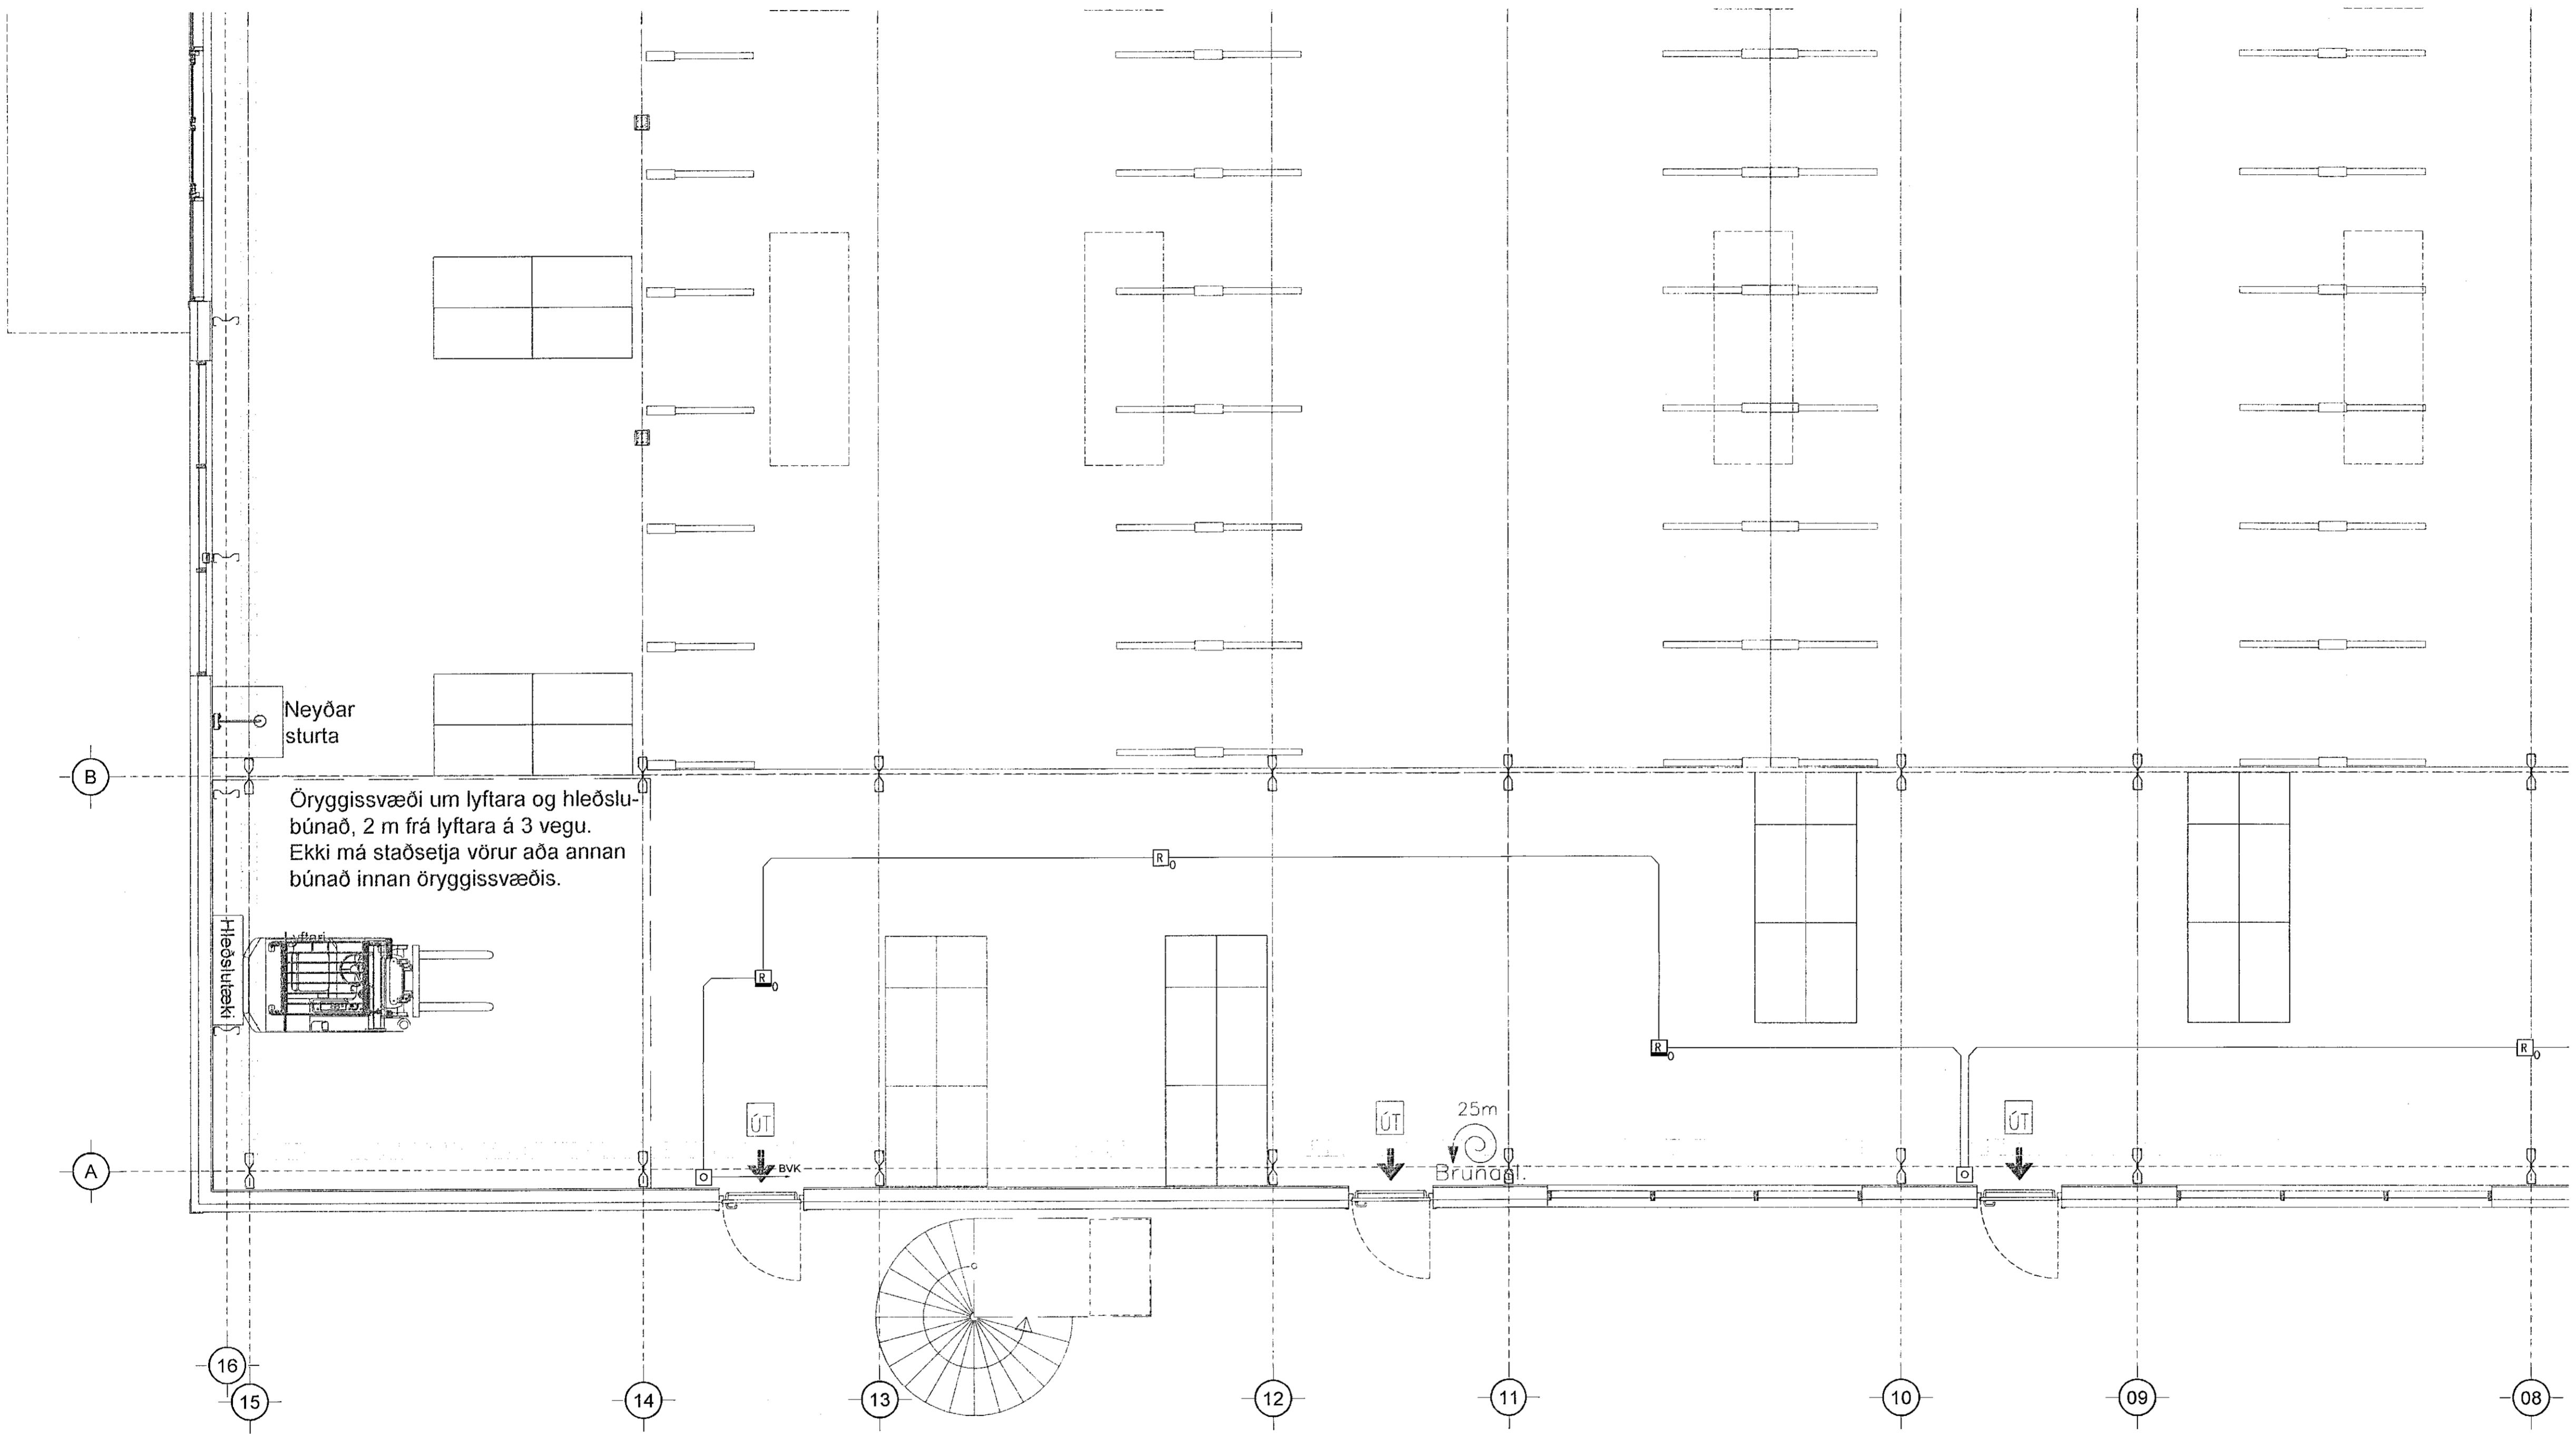 Neyðar
sturta
B
Öryggissvæði um lyftara og hleðslu-
búnað, 2 m frá lyftara á 3 vegu.
Ekki má staðsetja vörur aða annan
búnað innan öryggissvæðis.
R
O
Hleðslutæki
Lyftari
R
O
R
O
R
O
ÚT
ÚT
25m
ÚT
A
BVK
Brunasl.
16
15
14
13
12
11
10
09
08